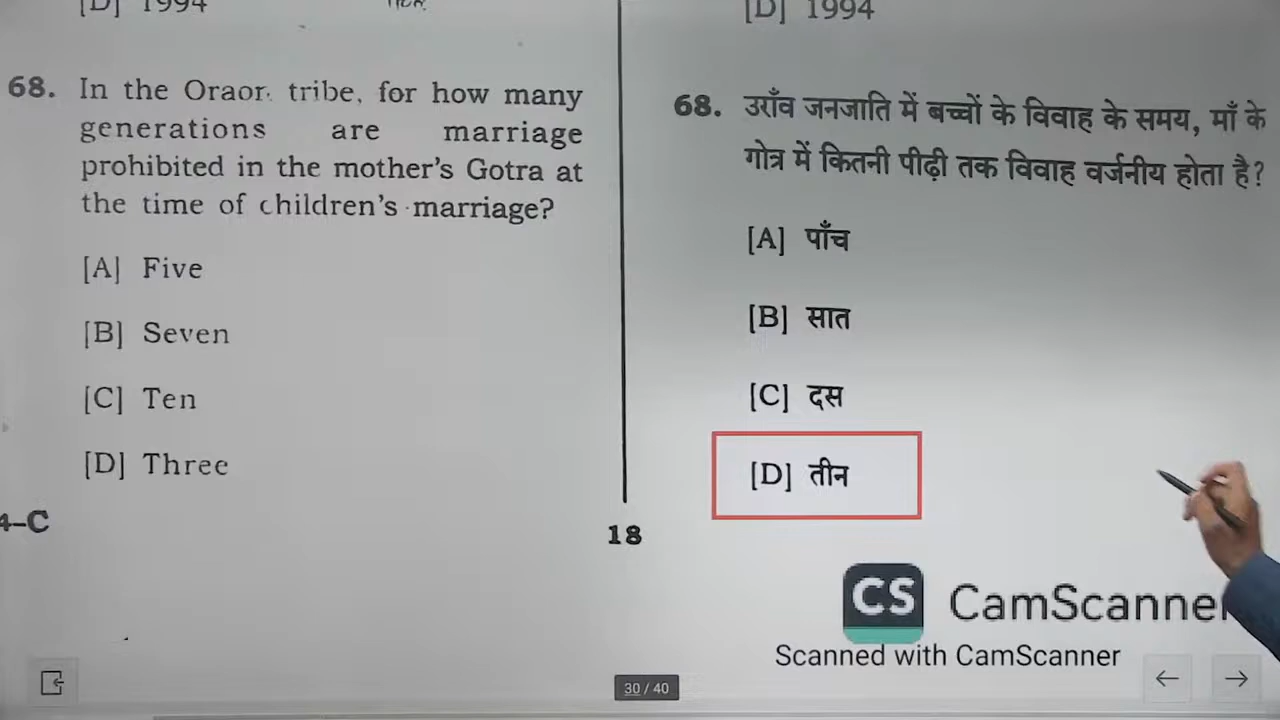 [D] 1994
68. In the Oraon tribe, for how many
generations are marriage
prohibited in the mother's Gotra at
the time of children's marriage?
[A] Five
[B] Seven
[C] Ten
[D] Three
4-C
18
[D] 1994
68. उराँव जनजाति में बच्चों के विवाह के समय, माँ के
गोत्र में कितनी पीढ़ी तक विवाह वर्जनीय होता है?
[A] पाँच
[B] सात
[C] दस
[D] तीन
CS CamScanner
Scanned with CamScanner
30 / 40